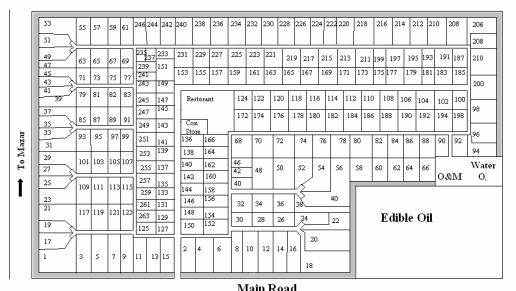 53 55 57 59 61 246 244 242 240 238 236 234 232 230 228 226 224 222 220 218 216 214 212 210 208 206
51 208
49 63 65 67 69 235 237 233 231 229 227 225 223 221 219 217 215 213 211 199 197 195 193 191 187 210
47 239 151
45 71 73 75 ?? 241 153 155 157 159 161 163 165 167 169 171 173 175 177 179 181 183 185
43 243 149 200
41 79 81 82 83
39 245 147 Restorant 124 122 120 118 116 114 112 110 108 106 104 102 100
37 247 145 98
35 85 87 89 91 172 174 176 178 180 182 184 186 188 190 192 194 196 198
33 249 143 Com Store 96
93 95 97 99 251 141 136 166 68 70 72 74 76 78 80 82 84 86 88 90 92
31 253 139 138 164 94
29 101 103 105 107 255 137 140 162 46 48 50 52 54 56 58 60 62 64 66 Water
27 42 O&M O.
25 109 111 113 115 257 135 142 160 40
259 133 144 158 40
23 261 131 146 156 32 34 36 38
21 117 119 121 123 263 129 148 154 30 28 26 24 22 Edible Oil
19 125 127 150 152
17 20
1 3 5 7 9 11 13 15 2 4 6 8 10 12 14 16
18
To Mazar
Main Road